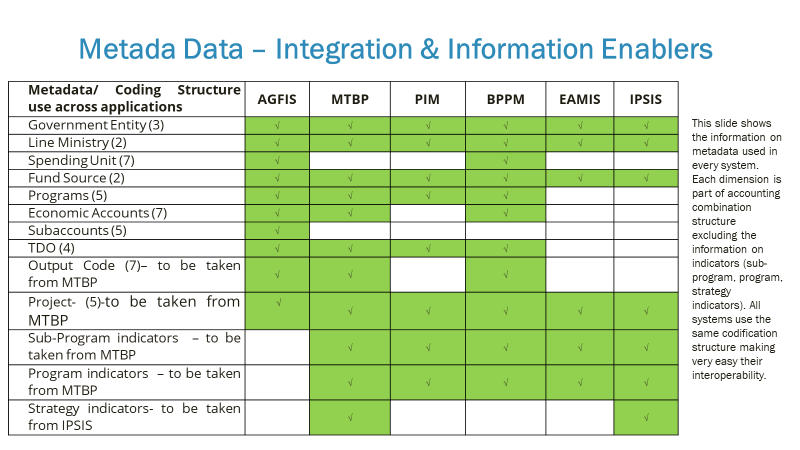 Metada Data – Integration & Information Enablers
Metadata/ Coding Structure
use across applications
AGFIS MTBP PIM BPPM EAMIS IPSIS
Government Entity (3) √ √ √ √ √ √
Line Ministry (2) √ √ √ √ √ √
Spending Unit (7) √ √
Fund Source (2) √ √ √ √ √ √
Programs (5) √ √ √ √
Economic Accounts (7) √ √ √
Subaccounts (5) √
TDO (4) √ √ √ √
Output Code (7)– to be taken
from MTBP √ √ √
Project- (5)-to be taken from
MTBP √ √ √ √ √ √
Sub-Program indicators – to be
taken from MTBP √ √ √ √ √
Program indicators – to be taken
from MTBP √ √ √ √ √
Strategy indicators- to be taken
from IPSIS √ √
This slide shows
the information on
metadata used in
every system.
Each dimension is
part of accounting
combination
structure
excluding the
information on
indicators (sub-
program, program,
strategy
indicators). All
systems use the
same codification
structure making
very easy their
interoperability.